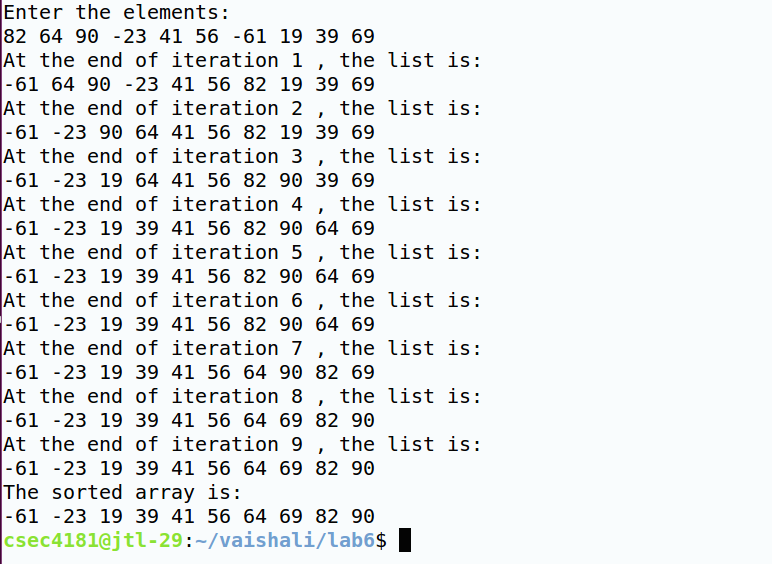 Enter the elements:
82 64 90 -23 41 56 -61 19 39 69
At the end of iteration 1 , the list is:
-61 64 90 -23 41 56 82 19 39 69
At the end of iteration 2 , the list is:
-61 -23 90 64 41 56 82 19 39 69
At the end of iteration 3 , the list is:
-61 -23 19 64 41 56 82 90 39 69
At the end of iteration 4 , the list is:
-61 -23 19 39 41 56 82 90 64 69
At the end of iteration 5 , the list is:
-61 -23 19 39 41 56 82 90 64 69
At the end of iteration 6 , the list is:
-61 -23 19 39 41 56 82 90 64 69
At the end of iteration 7 , the list is:
-61 -23 19 39 41 56 64 90 82 69
At the end of iteration 8 , the list is:
-61 -23 19 39 41 56 64 69 82 90
At the end of iteration 9 , the list is:
-61 -23 19 39 41 56 64 69 82 90
The sorted array is:
-61 -23 19 39 41 56 64 69 82 90
csec4181@jtl-29:~/vaishali/lab6$